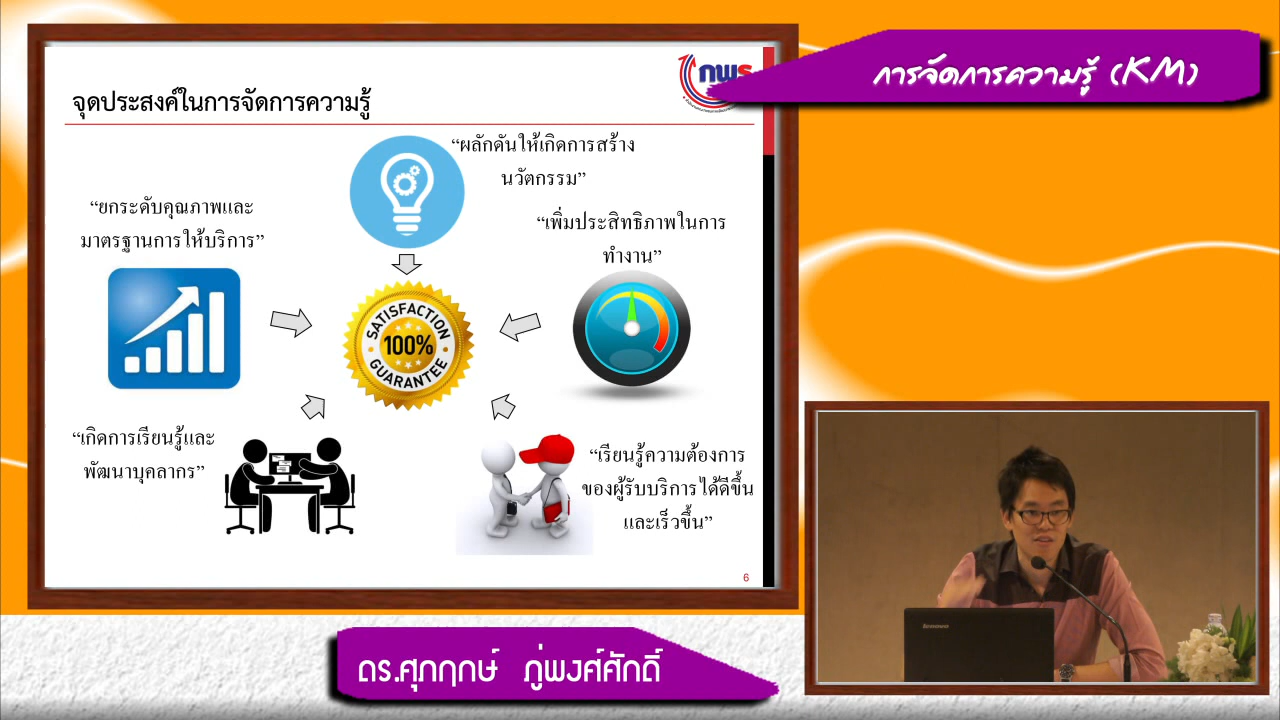 การจัดการความรู้ (KM)
กพร
จุดประสงค์ในการจัดการความรู้
“ผลักดันให้เกิดการสร้าง
นวัตกรรม”
“ยกระดับคุณภาพและ
มาตรฐานการให้บริการ”
“เพิ่มประสิทธิภาพในการ
ทำงาน”
SATISFACTION
100%
GUARANTEE
“เกิดการเรียนรู้และ
พัฒนาบุคลากร”
“เรียนรู้ความต้องการ
ของผู้รับบริการได้ดีขึ้น
และเร็วขึ้น”
6
lenovo
ดร.ศุภฤกษ์ ภู่พงศ์ศักดิ์